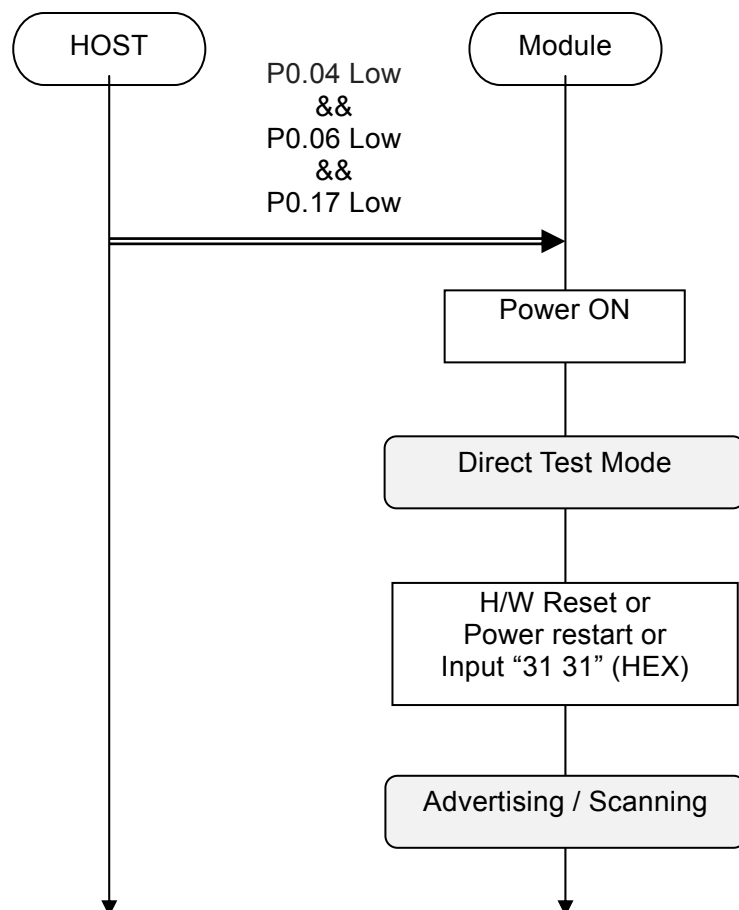 HOST
Module
P0.04 Low
&&
P0.06 Low
&&
P0.17 Low
Power ON
Direct Test Mode
H/W Reset or
Power restart or
Input “31 31” (HEX)
Advertising / Scanning